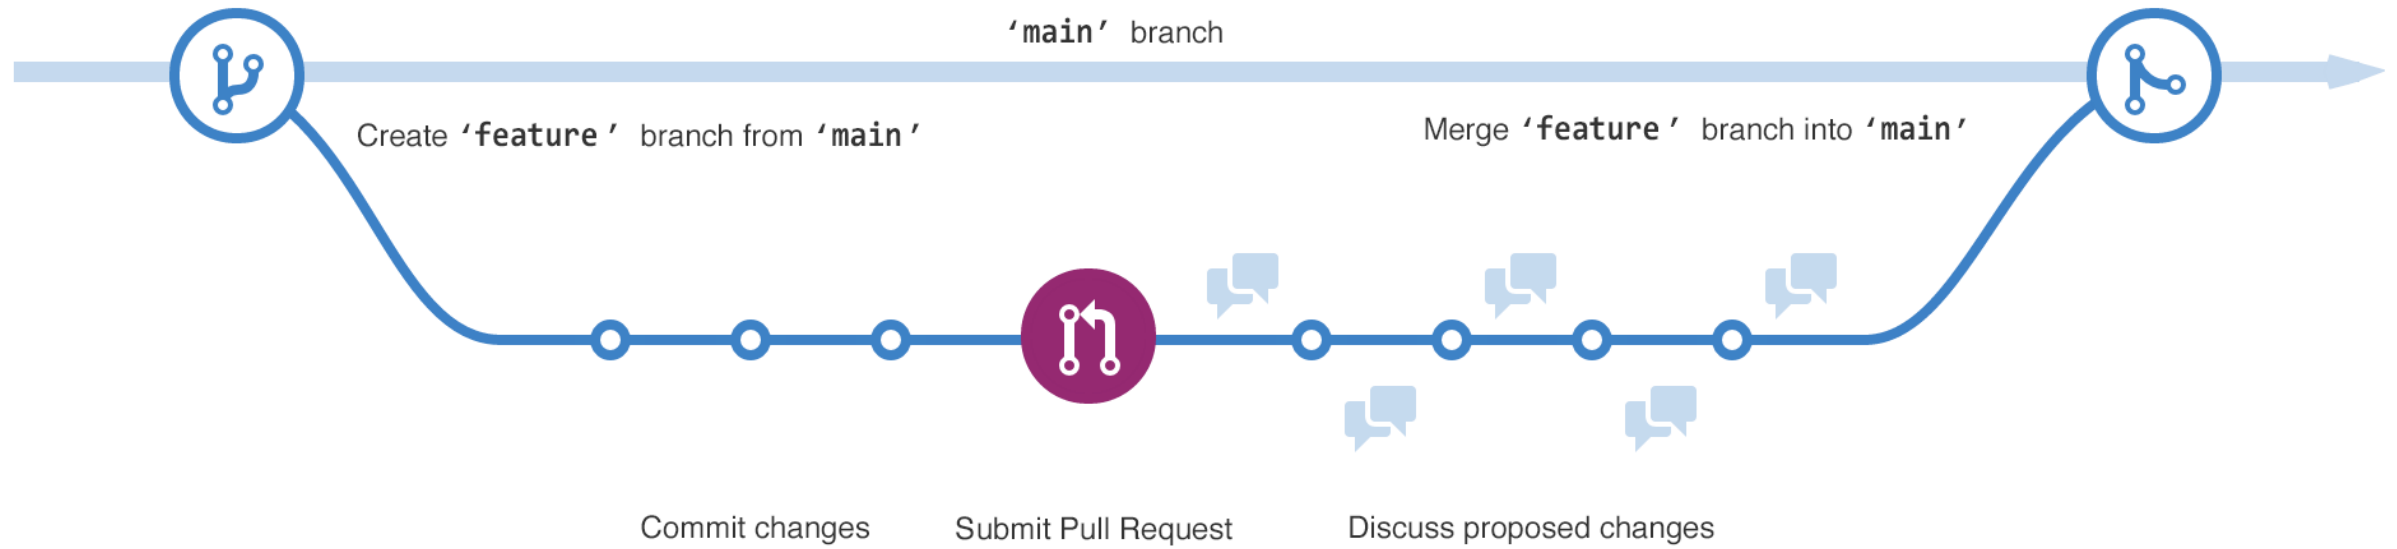 ‘main’ branch
Create ‘feature’ branch from ‘main’
Merge ‘feature’ branch into ‘main’
Commit changes
Submit Pull Request
Discuss proposed changes